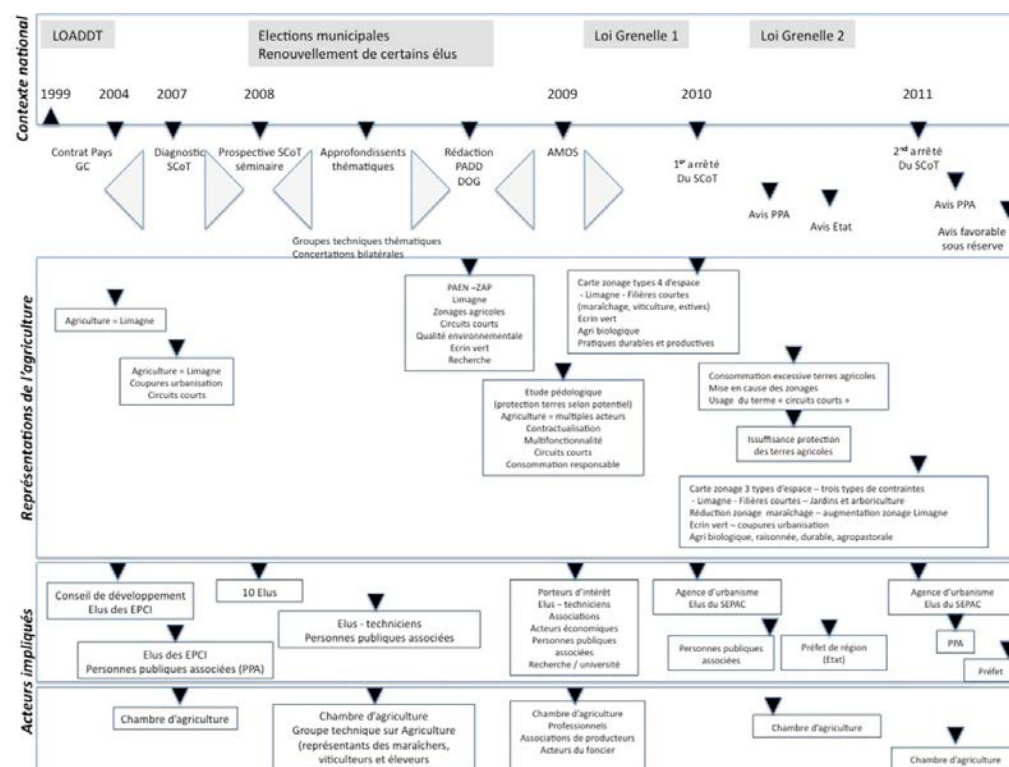 Contexte national
LOADDT
Elections municipales
Renouvellement de certains élus
Loi Grenelle 1
Loi Grenelle 2
1999
2004
2007
2008
2009
2010
2011
Contrat Pays
GC
Diagnostic
SCoT
Prospective SCoT
séminaire
Approfondissents
thématiques
Rédaction
PADD
DOG
AMOS
1er arrêté
Du SCoT
2nd arrêté
Du SCoT
Avis PPA
Avis Etat
Avis PPA
Avis favorable
sous réserve
Groupes techniques thématiques
Concertations bilatérales
Représentations de l'agriculture
Agriculture = Limagne
Agriculture = Limagne
Coupures urbanisation
Circuits courts
PAEN –ZAP
Limagne
Zonages agricoles
Circuits courts
Qualité environnementale
Ecrin vert
Recherche
Etude pédologique
(protection terres selon potentiel)
Agriculture = multiples acteurs
Contractualisation
Multifonctionnalité
Circuits courts
Consommation responsable
Carte zonage types 4 d'espace
- Limagne - Filières courtes
(maraîchage, viticulture, estives)
Ecrin vert
Agri biologique
Pratiques durables et productives
Consommation excessive terres agricoles
Mise en cause des zonages
Usage du terme « circuits courts »
Issuffisance protection
des terres agricoles
Carte zonage 3 types d'espace – trois types de contraintes
- Limagne - Filières courtes – Jardins et arboriculture
Réduction zonage maraîchage – augmentation zonage Limagne
Ecrin vert – coupures urbanisation
Agri biologique, raisonnée, durable, agropastorale
Acteurs impliqués
Conseil de développement
Elus des EPCI
Elus des EPCI
Personnes publiques associées (PPA)
10 Elus
Elus - techniciens
Personnes publiques associées
Porteurs d'intérêt
Elus – techniciens
Associations
Acteurs économiques
Personnes publiques
associées
Recherche / université
Agence d'urbanisme
Elus du SEPAC
Personnes publiques
associées
Préfet de région
(Etat)
Agence d'urbanisme
Elus du SEPAC
PPA
Préfet
Chambre d'agriculture
Chambre d'agriculture
Groupe technique sur Agriculture
(représentants des maraîchers,
viticulteurs et éleveurs
Chambre d'agriculture
Professionnels
Associations de producteurs
Acteurs du foncier
Chambre d'agriculture
Chambre d'agriculture